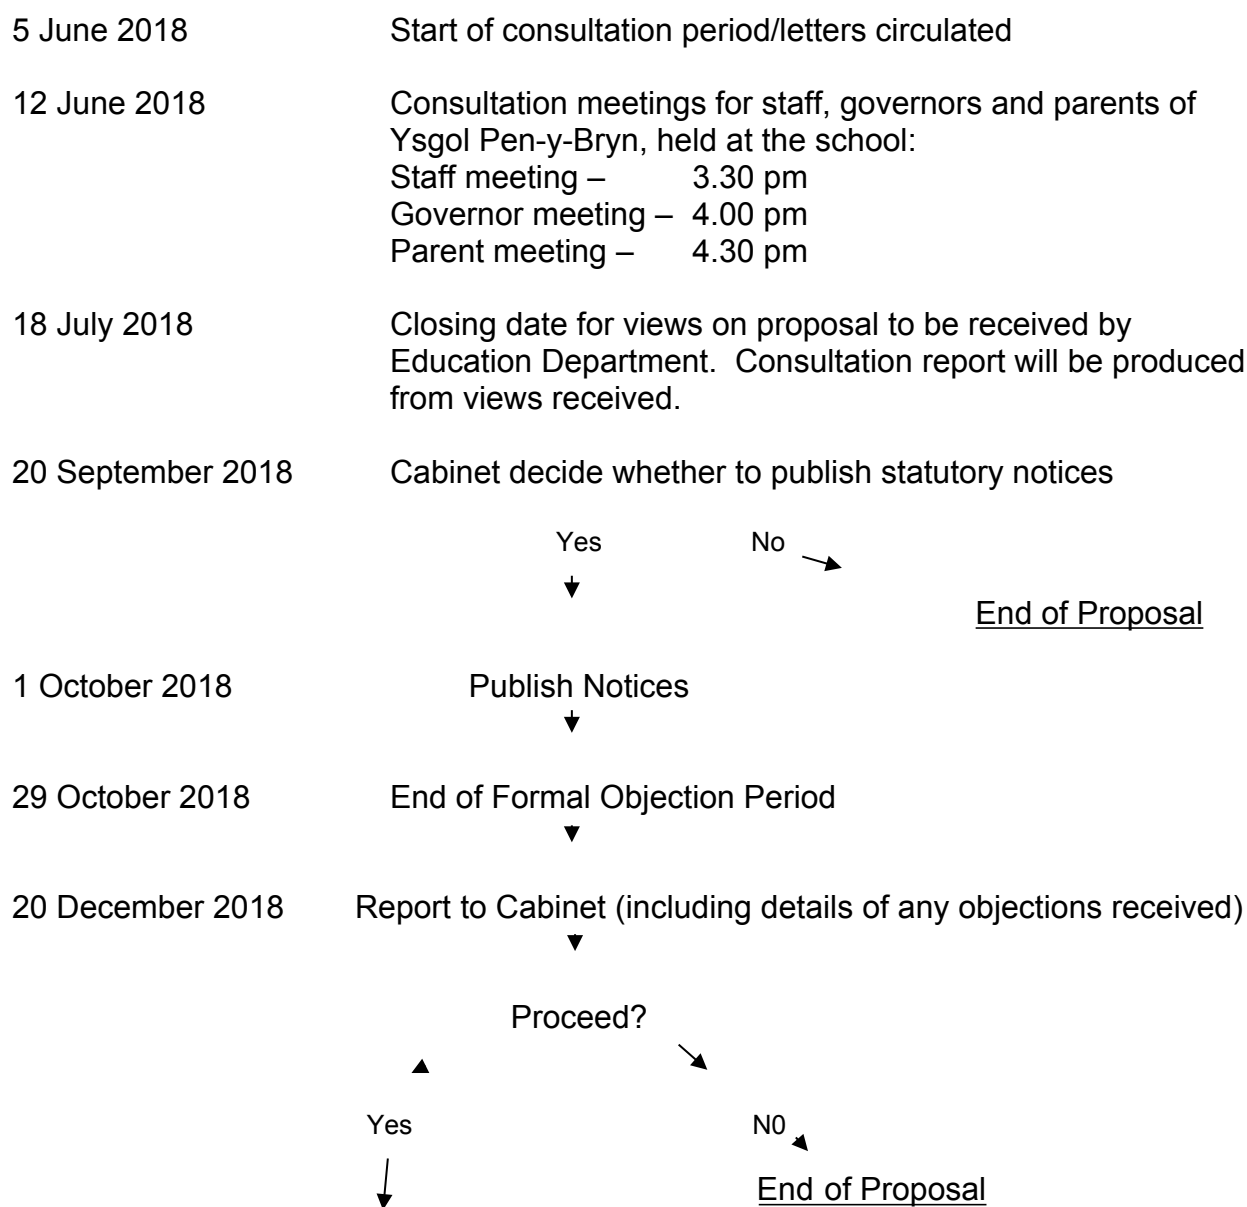 5 June 2018 Start of consultation period/letters circulated
12 June 2018 Consultation meetings for staff, governors and parents of
Ysgol Pen-y-Bryn, held at the school:
Staff meeting – 3.30 pm
Governor meeting – 4.00 pm
Parent meeting – 4.30 pm
18 July 2018 Closing date for views on proposal to be received by
Education Department. Consultation report will be produced
from views received.
20 September 2018 Cabinet decide whether to publish statutory notices
Yes No
End of Proposal
1 October 2018 Publish Notices
29 October 2018 End of Formal Objection Period
20 December 2018 Report to Cabinet (including details of any objections received)
Proceed?
Yes N0
End of Proposal